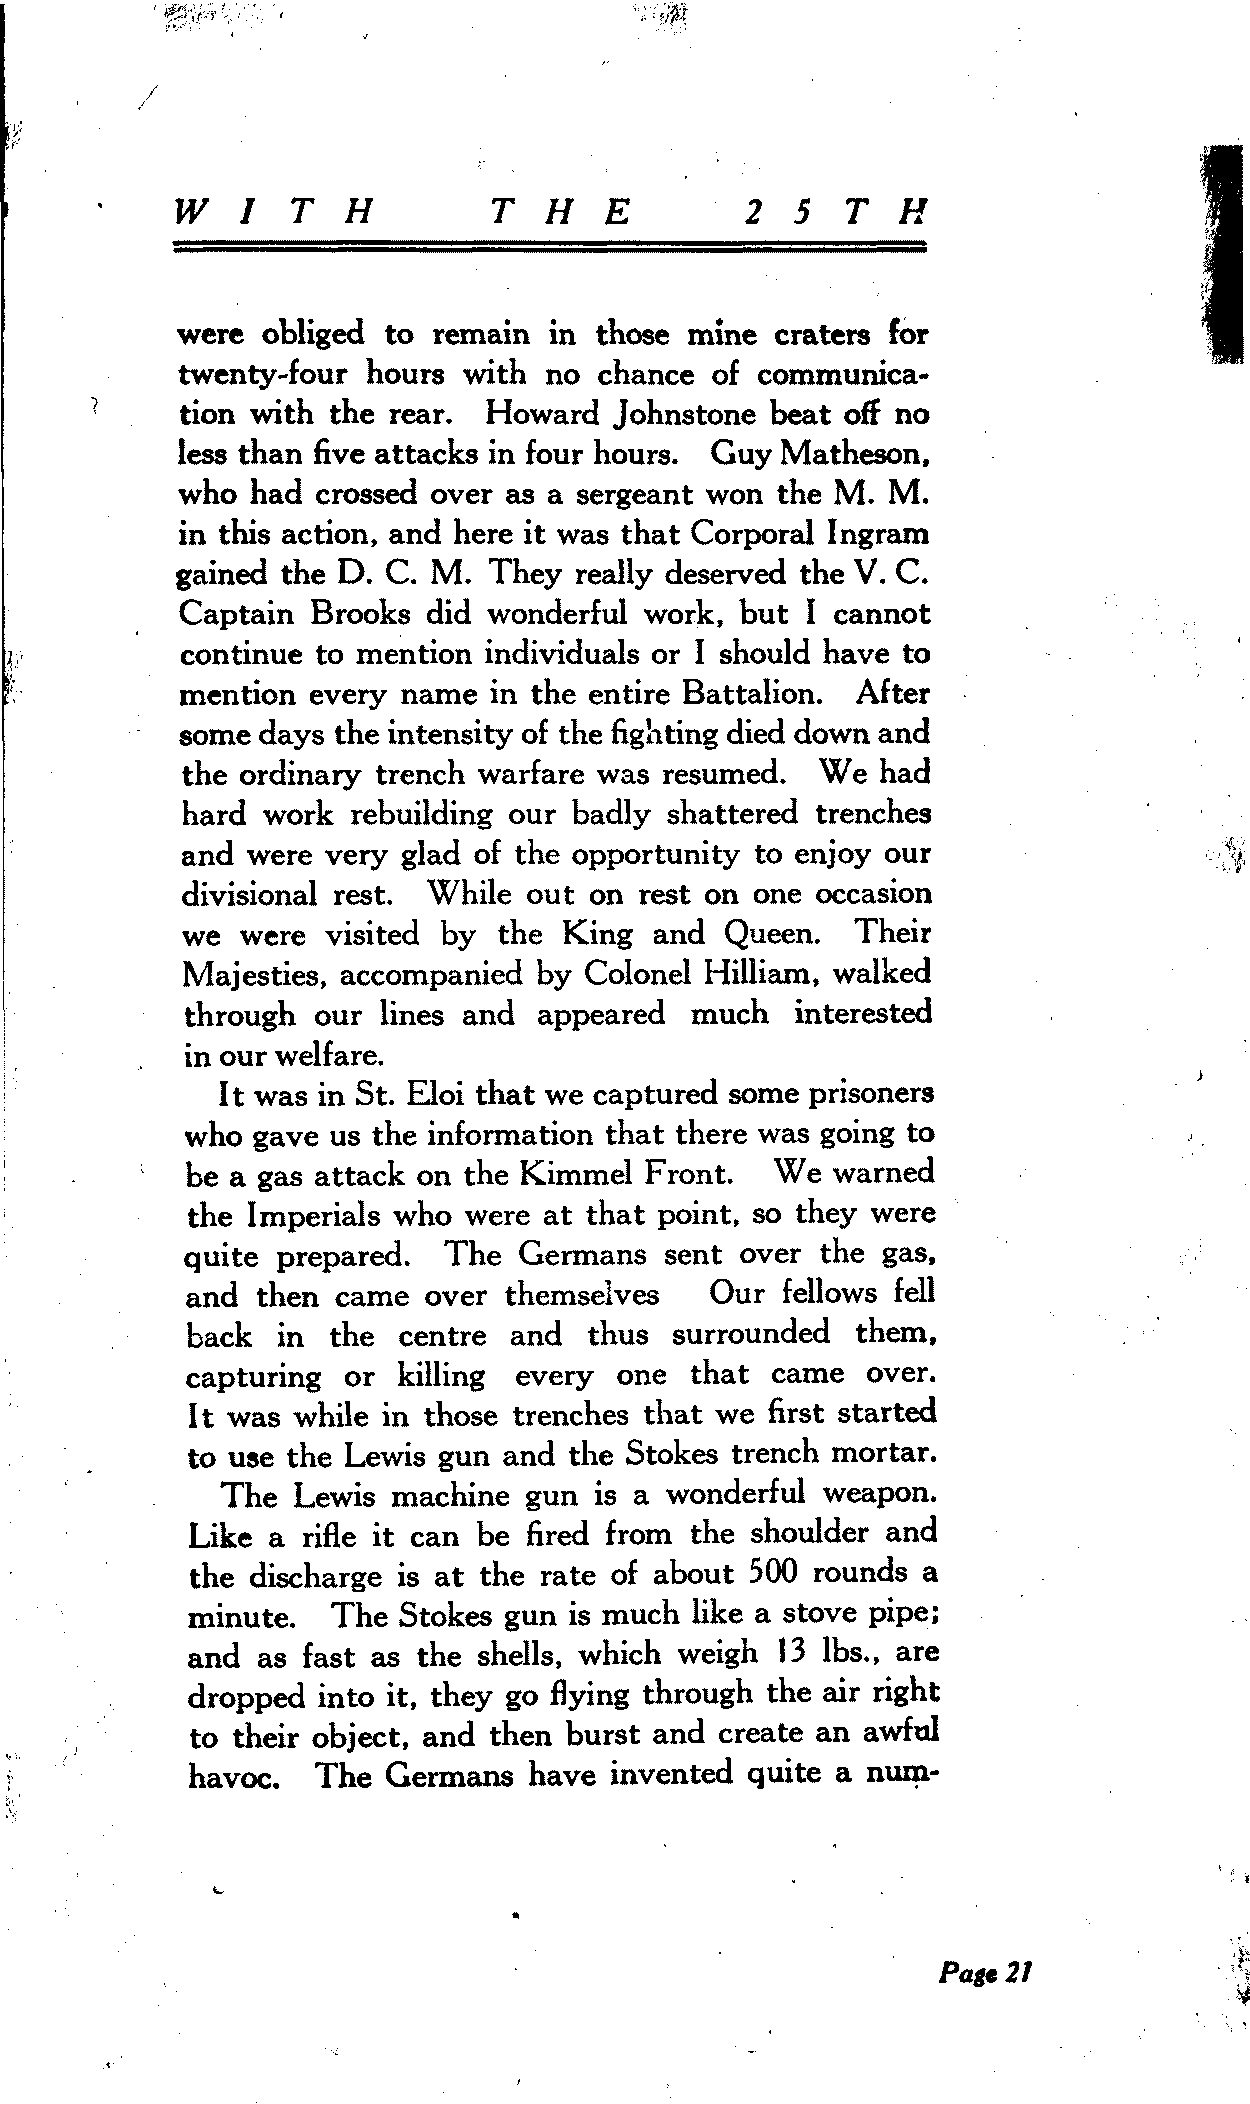 WITH THE 25TH
were obliged to remain in those mine craters for
twenty-four hours with no chance of communica-
tion with the rear. Howard Johnstone beat off no
less than five attacks in four hours. Guy Matheson,
who had crossed over as a sergeant won the M. M.
in this action, and here it was that Corporal Ingram
gained the D. C. M. They really deserved the V. C.
Captain Brooks did wonderful work, but I cannot
continue to mention individuals or I should have to
mention every name in the entire Battalion. After
some days the intensity of the fighting died down and
the ordinary trench warfare was resumed. We had
hard work rebuilding our badly shattered trenches
and were very glad of the opportunity to enjoy our
divisional rest. While out on rest on one occasion
we were visited by the King and Queen. Their
Majesties, accompanied by Colonel Hilliam, walked
through our lines and appeared much interested
in our welfare.
It was in St. Eloi that we captured some prisoners
who gave us the information that there was going to
be a gas attack on the Kimmel Front. We warned
the Imperials who were at that point, so they were
quite prepared. The Germans sent over the gas,
and then came over themselves Our fellows fell
back in the centre and thus surrounded them,
capturing or killing every one that came over.
It was while in those trenches that we first started
to use the Lewis gun and the Stokes trench mortar.
The Lewis machine gun is a wonderful weapon.
Like a rifle it can be fired from the shoulder and
the discharge is at the rate of about 500 rounds a
minute. The Stokes gun is much like a stove pipe;
and as fast as the shells, which weigh 13 lbs., are
dropped into it, they go flying through the air right
to their object, and then burst and create an awful
havoc. The Germans have invented quite a num-
Page 21